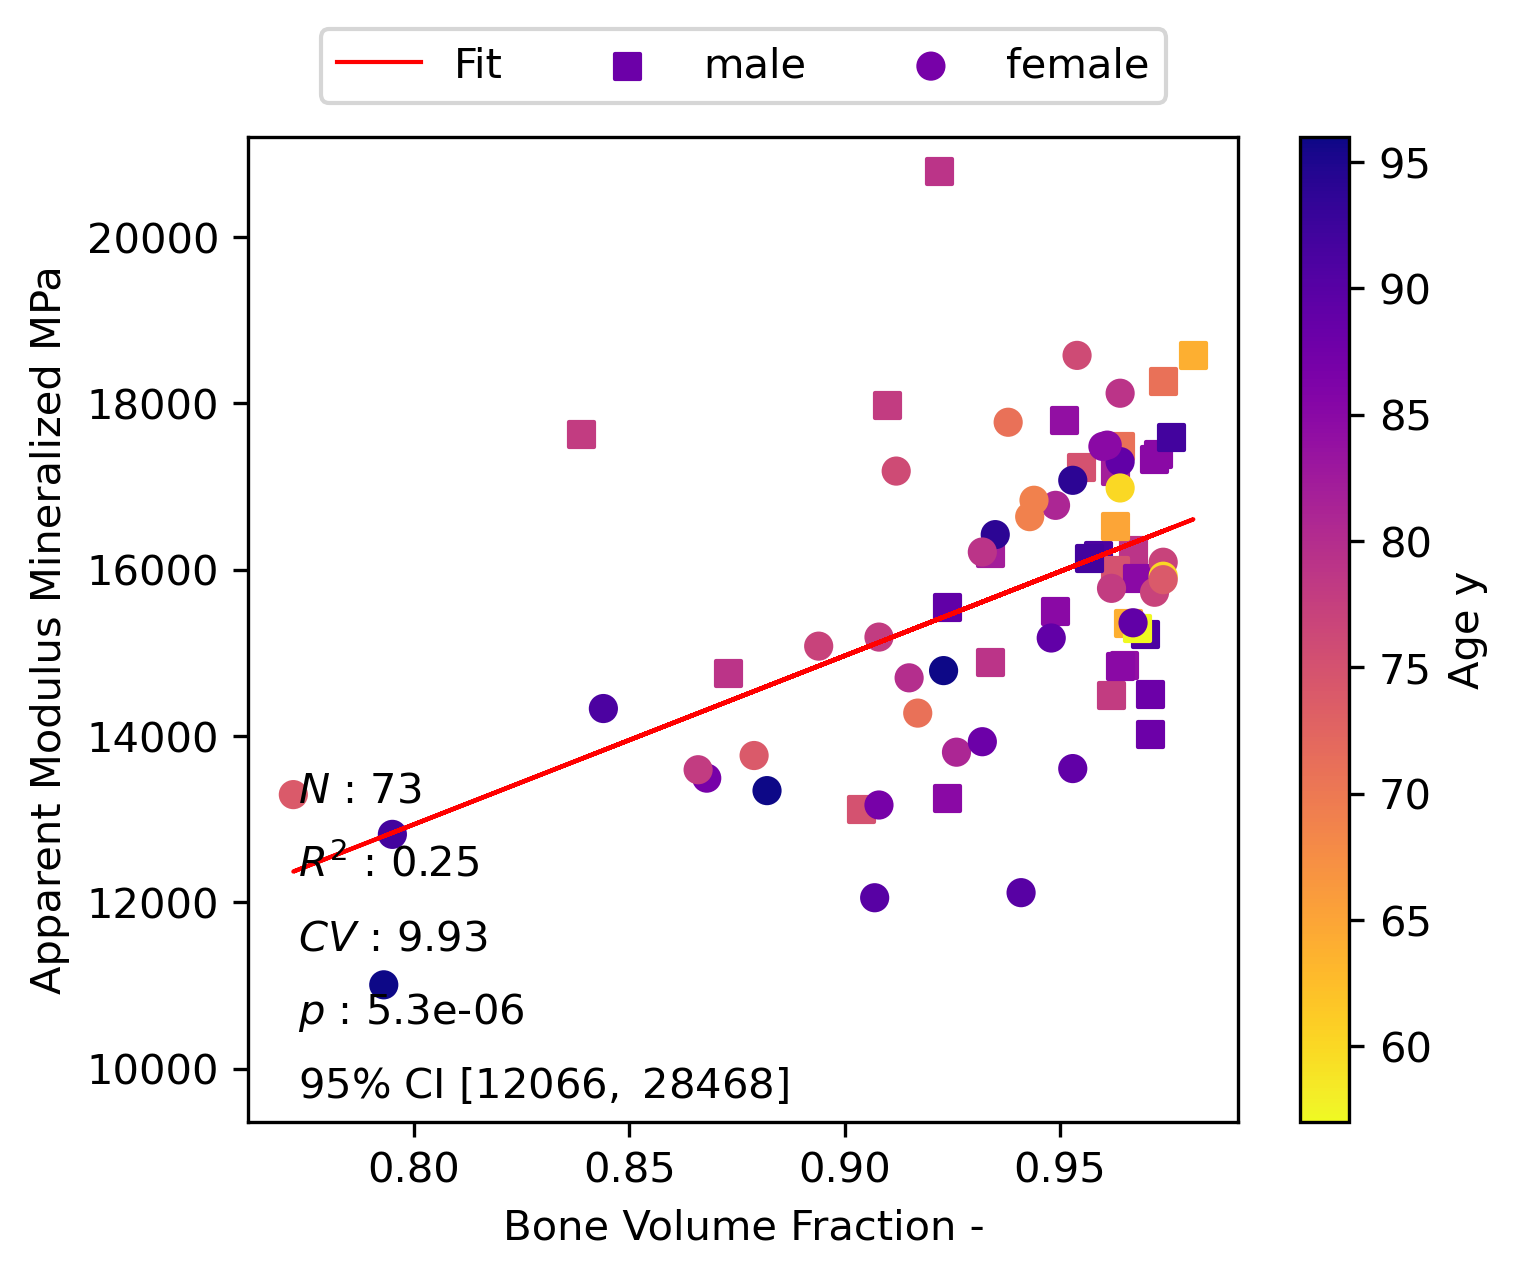 Fit male female
20000
18000
16000
14000
12000
10000
Apparent Modulus Mineralized MPa
N : 73
R² : 0.25
CV : 9.93
p : 5.3e-06
95% CI [12066, 28468]
0.80 0.85 0.90 0.95
Bone Volume Fraction -
95
90
85
80
75
70
65
60
Age y